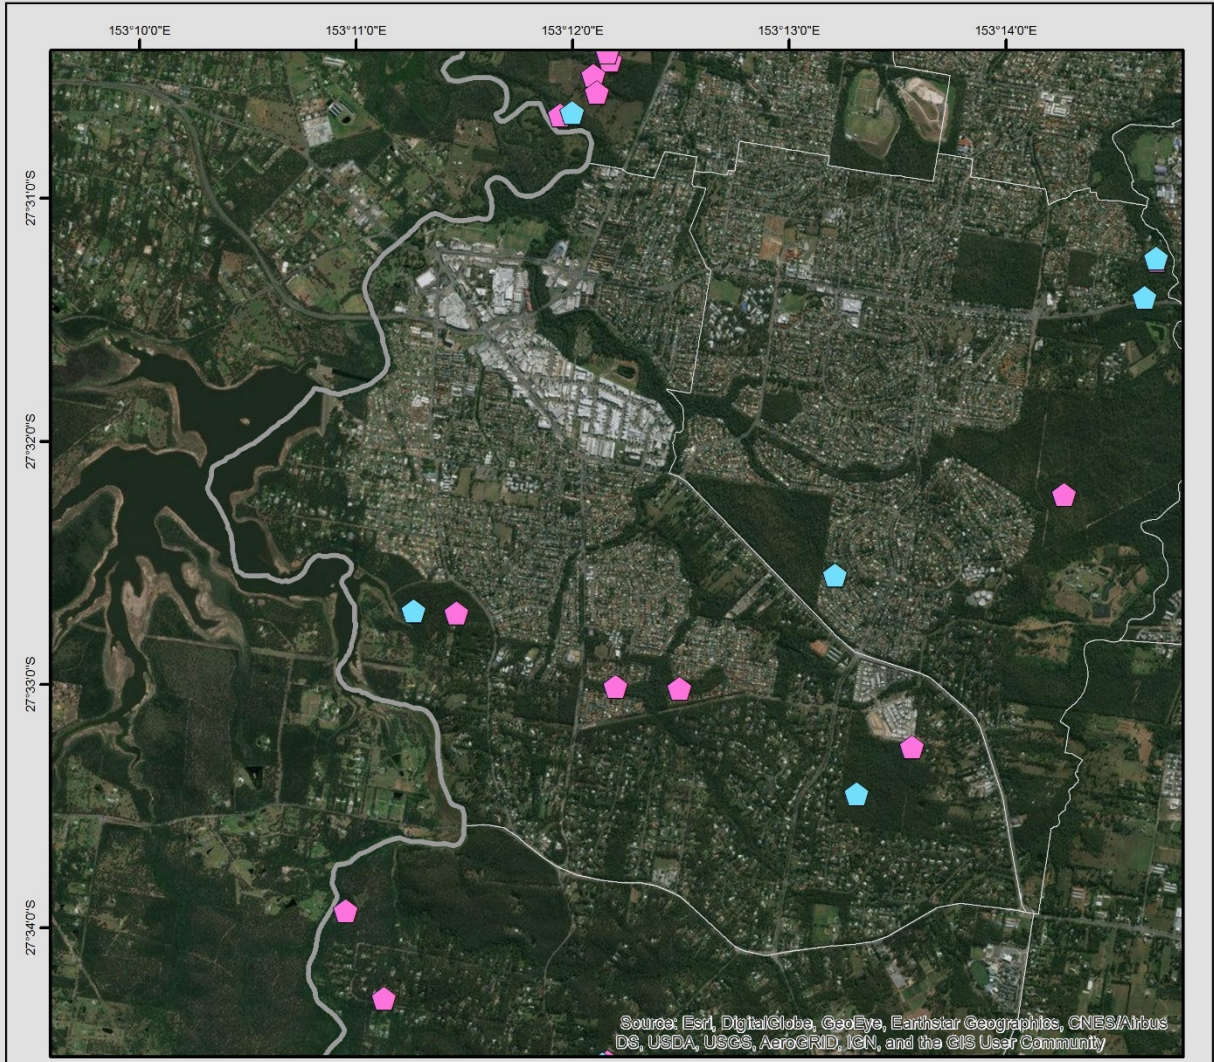 153°10'0"E 153°11'0"E 153°12'0"E 153°13'0"E 153°14'0"E
27°31'0"S
27°32'0"S
27°33'0"S
27°34'0"S
Source: Esri, DigitalGlobe, GeoEye, Earthstar Geographics, CNES/Airbus
DS, USDA, USGS, AeroGRID, IGN, and the GIS User Community